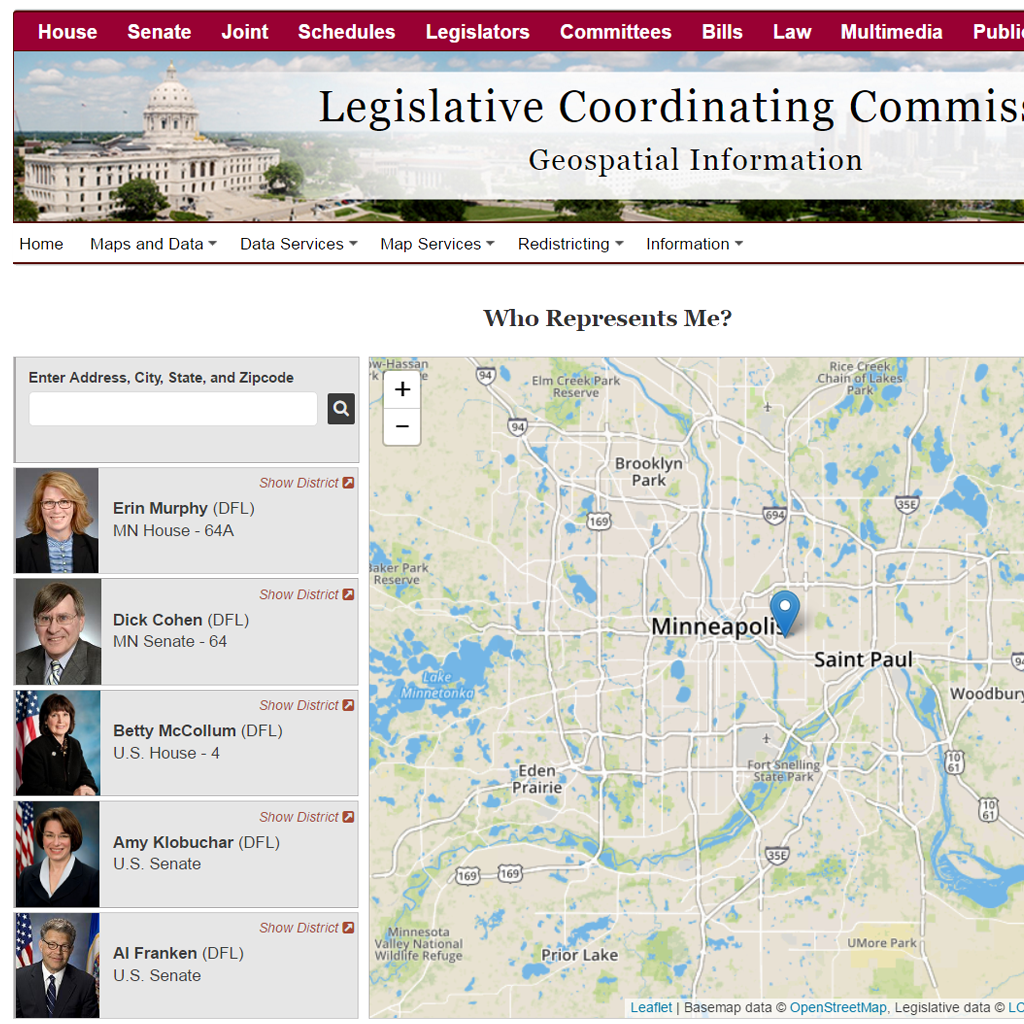 House Senate Joint Schedules Legislators Committees Bills Law Multimedia
Legislative Coordinating
Geospatial Information
Home Maps and Data Data Services Map Services Redistricting Information
Who Represents Me?
Enter Address, City, State, and Zipcode
Show District
Erin Murphy (DFL)
MN House - 64A
Show District
Dick Cohen (DFL)
MN Senate - 64
Show District
Betty McCollum (DFL)
U.S. House - 4
Show District
Amy Klobuchar (DFL)
U.S. Senate
Show District
Al Franken (DFL)
U.S. Senate
+
−
94
Elm Creek Park
Reserve
Rice Creek
Chain of Lakes
Park
94
Brooklyn
Park
35E
169
694
Baker Park
Reserve
Minneapolis
Saint Paul
94
Lake
Minnetonka
Woodbury
Eden
Prairie
Fort Snelling
State Park
10
61
10
61
35E
169
169
Minnesota
Valley National
Wildlife Refuge
Prior Lake
UMore Park
Leaflet | Basemap data © OpenStreetMap, Legislative data ©